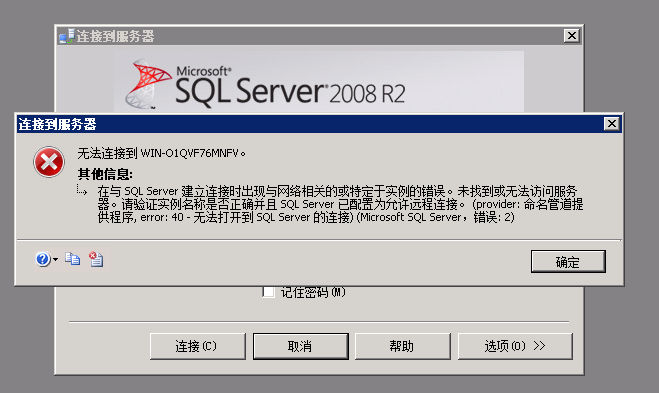 连接到服务器
Microsoft®
SQL Server® 2008 R2
连接到服务器
无法连接到 WIN-O1QVF76MNFV。
其他信息:
在与 SQL Server 建立连接时出现与网络相关的或特定于实例的错误。未找到或无法访问服务
器。请验证实例名称是否正确并且 SQL Server 已配置为允许远程连接。 (provider: 命名管道提
供程序, error: 40 - 无法打开到 SQL Server 的连接) (Microsoft SQL Server，错误: 2)
确定
记住密码(M)
连接(C)
取消
帮助
选项(O) >>